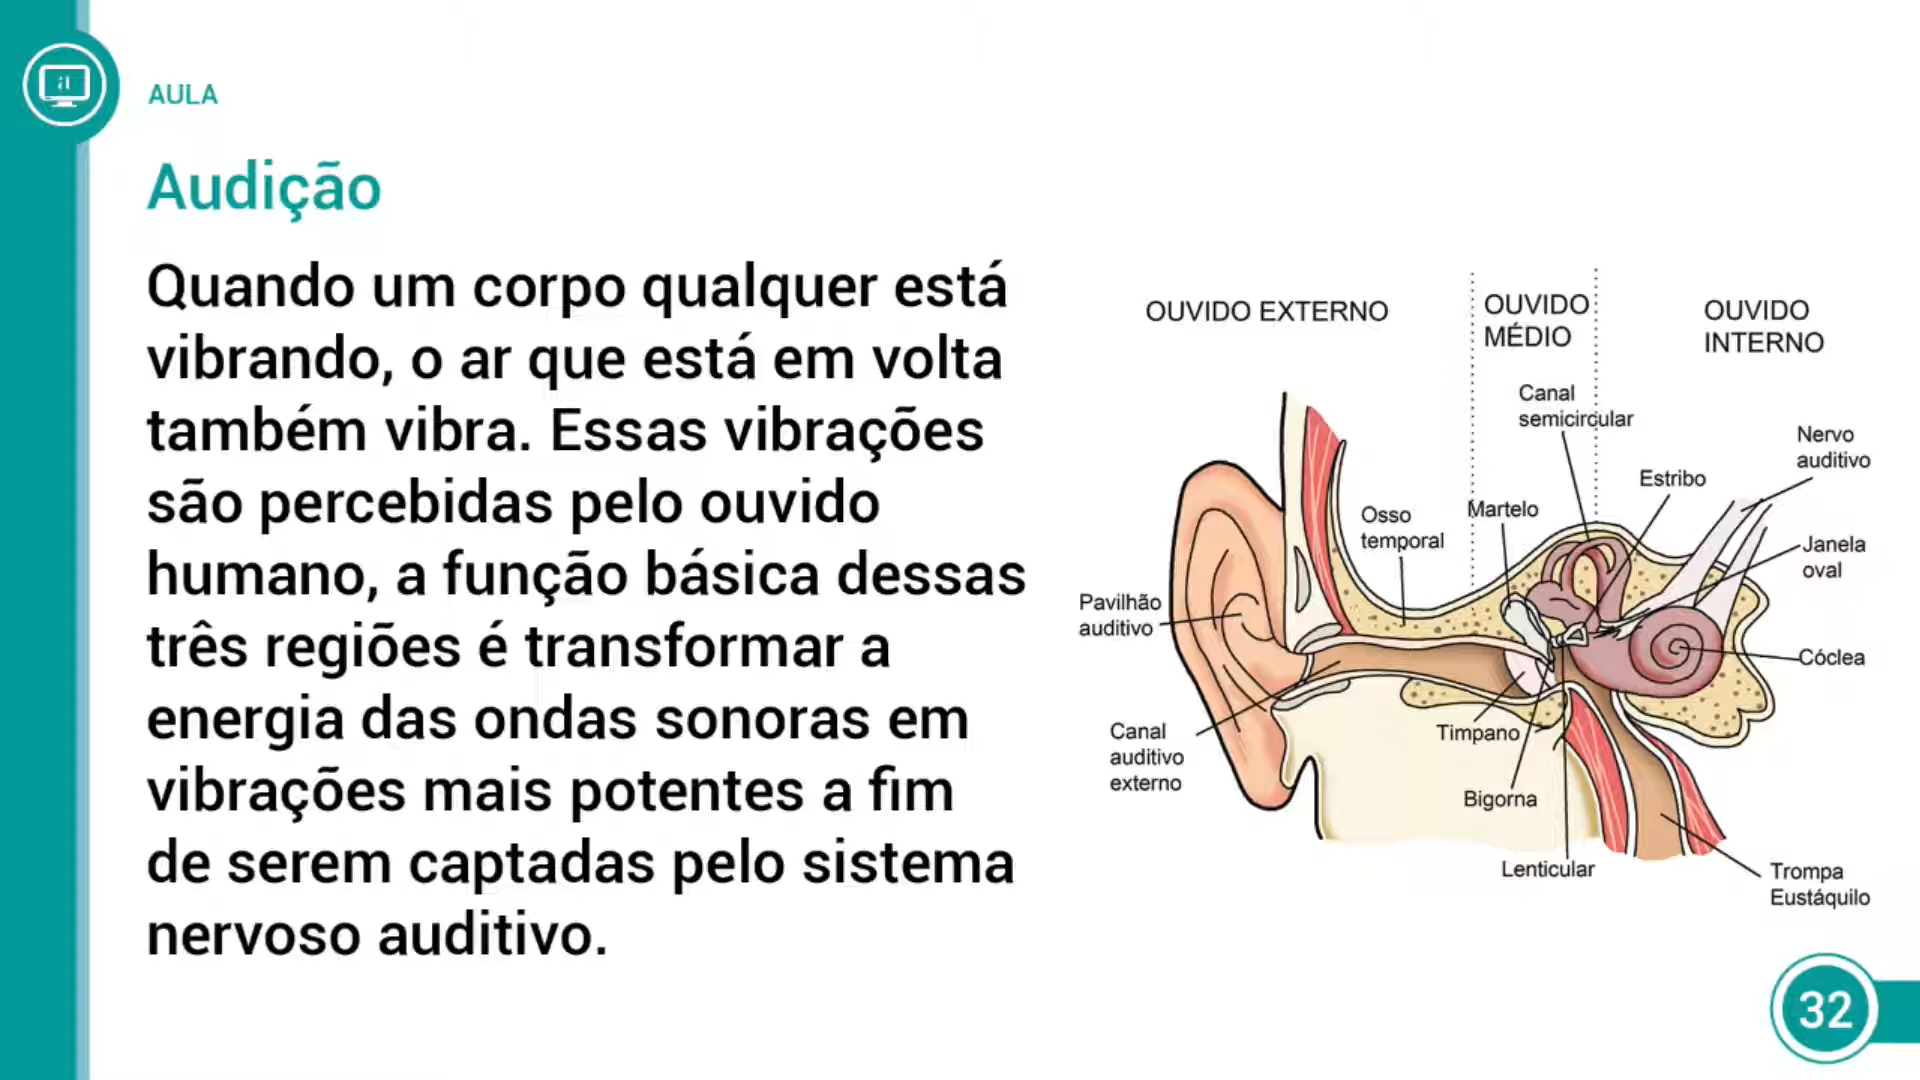 AULA
Audição
Quando um corpo qualquer está
vibrando, o ar que está em volta
também vibra. Essas vibrações
são percebidas pelo ouvido
humano, a função básica dessas
três regiões é transformar a
energia das ondas sonoras em
vibrações mais potentes a fim
de serem captadas pelo sistema
nervoso auditivo.
OUVIDO EXTERNO
OUVIDO
MÉDIO
OUVIDO
INTERNO
Canal
semicircular
Nervo
auditivo
Estribo
Martelo
Osso
temporal
Janela
oval
Pavilhão
auditivo
Cóclea
Canal
auditivo
externo
Timpano
Bigorna
Lenticular
Trompa
Eustáquilo
32